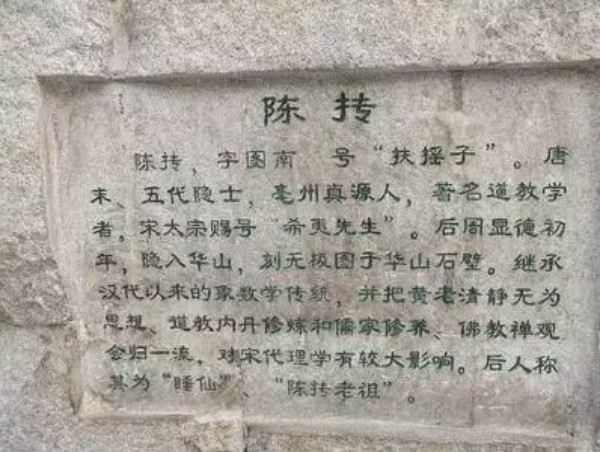 陈抟
陈抟，字图南 号“扶摇子”。唐
末、五代隐士，亳州真源人，著名道教学
者，宋太宗赐号“希夷先生”。后周显德初
年，隐入华山，刻无极图于华山石壁。继承
汉代以来的象数学传统，并把黄老清静无为
思想、道教内丹修炼和儒家修养、佛教禅观
会归一流，对宋代理学有较大影响。后人称
其为“睡仙”、“陈抟老祖”。